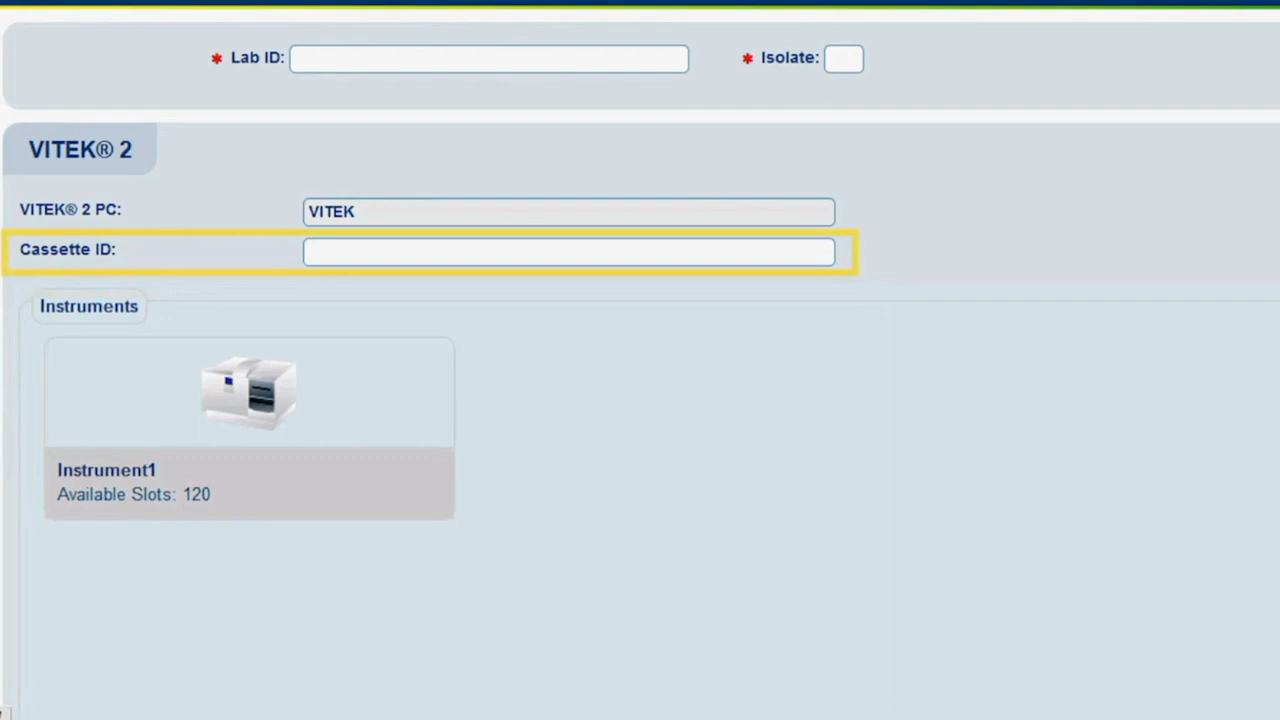 * Lab ID: * Isolate:
VITEK® 2
VITEK® 2 PC: VITEK
Cassette ID:
Instruments
Instrument1
Available Slots: 120